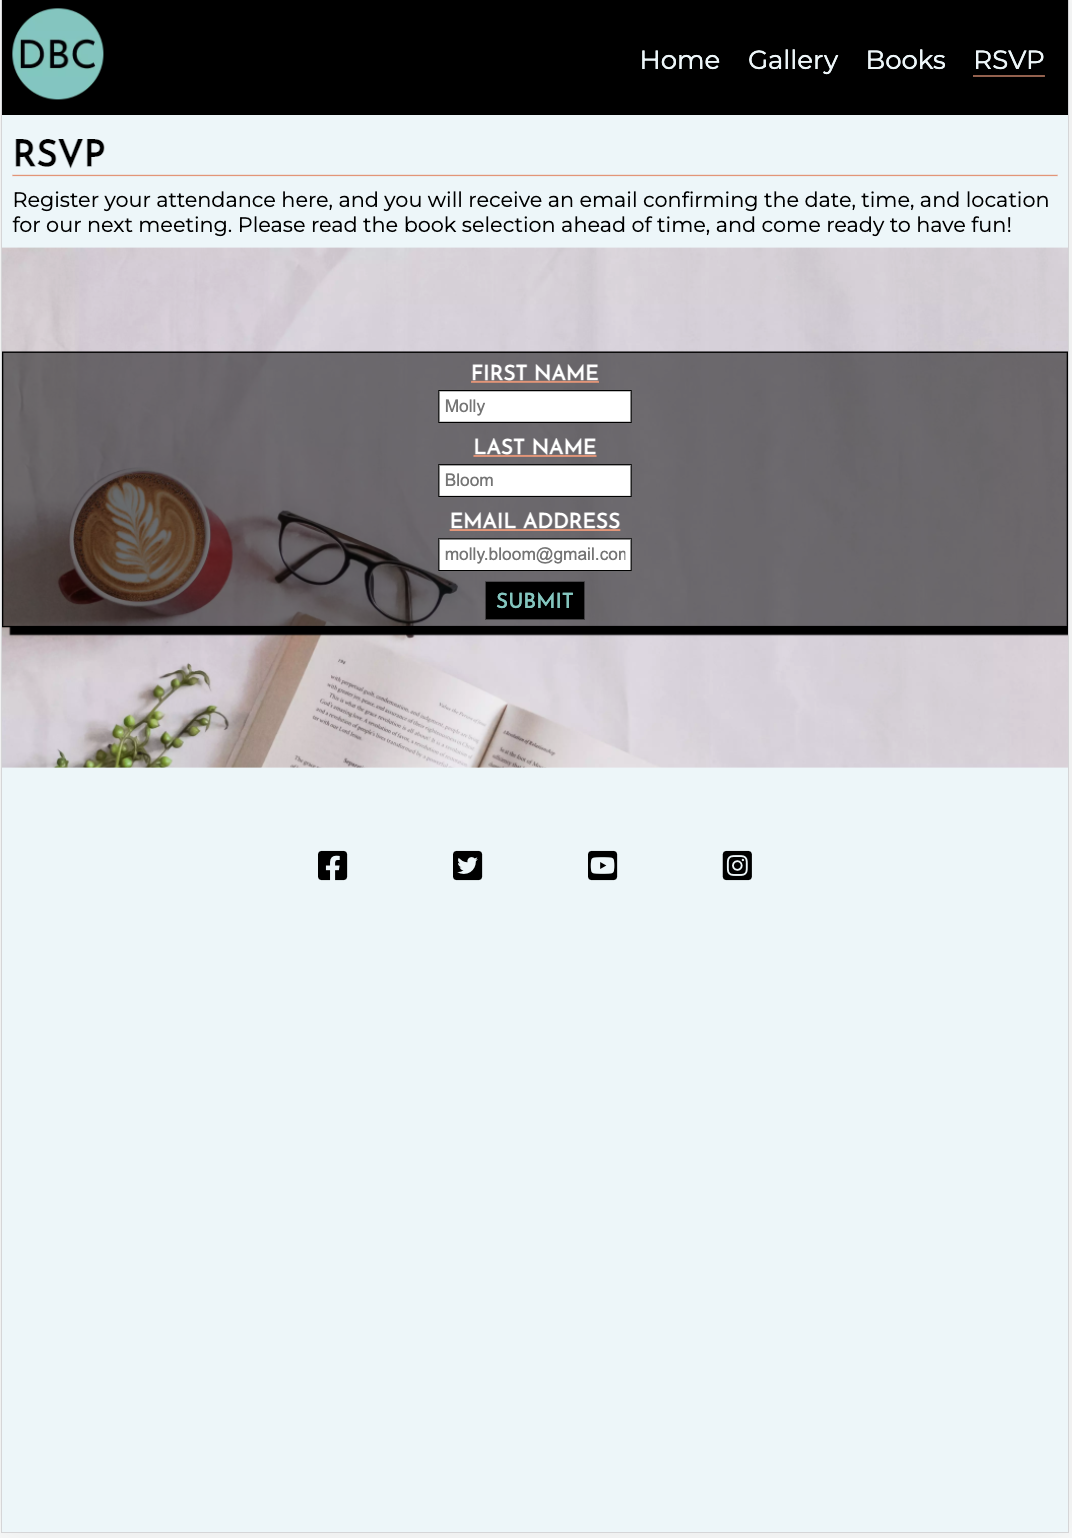 DBC
Home Gallery Books RSVP
RSVP
Register your attendance here, and you will receive an email confirming the date, time, and location
for our next meeting. Please read the book selection ahead of time, and come ready to have fun!
FIRST NAME
Molly
LAST NAME
Bloom
EMAIL ADDRESS
molly.bloom@gmail.con
SUBMIT